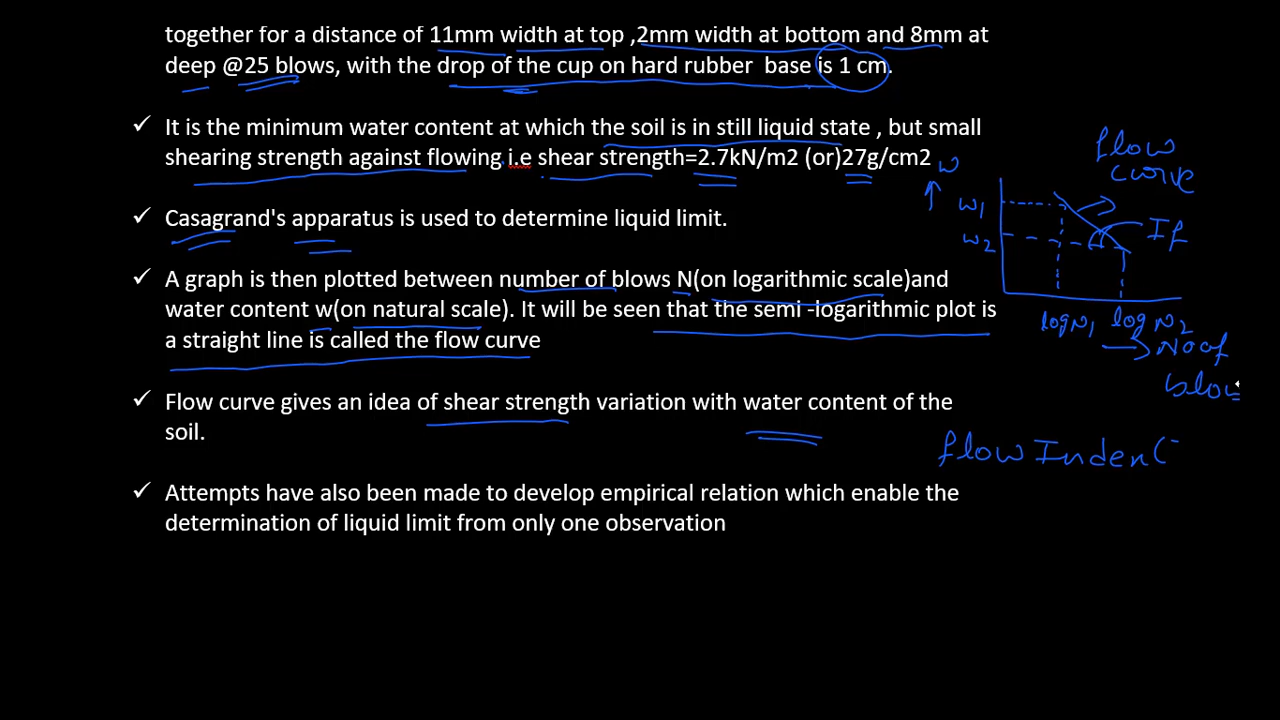 together for a distance of 11mm width at top ,2mm width at bottom and 8mm at
deep @25 blows, with the drop of the cup on hard rubber base is 1 cm.
✓ It is the minimum water content at which the soil is in still liquid state , but small
shearing strength against flowing i.e shear strength=2.7kN/m2 (or)27g/cm2
✓ Casagrand's apparatus is used to determine liquid limit.
✓ A graph is then plotted between number of blows N(on logarithmic scale)and
water content w(on natural scale). It will be seen that the semi -logarithmic plot is
a straight line is called the flow curve
✓ Flow curve gives an idea of shear strength variation with water content of the
soil.
✓ Attempts have also been made to develop empirical relation which enable the
determination of liquid limit from only one observation
flow
curve
w
w1
w2
If
log N1 log N2
No of
blow
flow Inden(